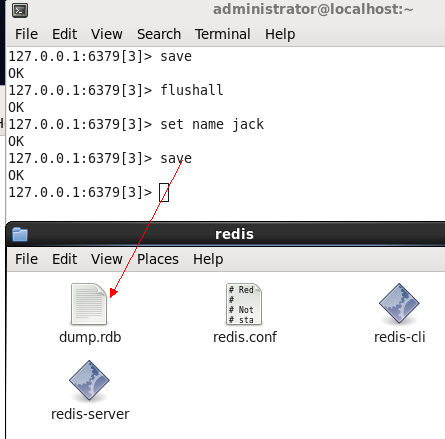 administrator@localhost:~
File Edit View Search Terminal Help
127.0.0.1:6379[3]> save
OK
127.0.0.1:6379[3]> flushall
OK
127.0.0.1:6379[3]> set name jack
OK
127.0.0.1:6379[3]> save
OK
127.0.0.1:6379[3]>
redis
File Edit View Places Help
# Red
#
# Not
# sta
dump.rdb redis.conf redis-cli
redis-server